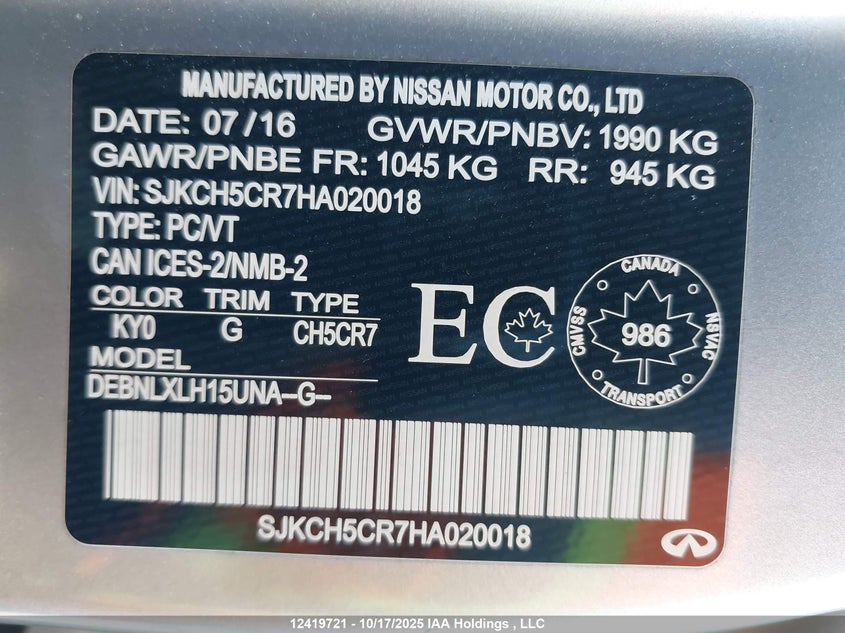 MANUFACTURED BY NISSAN MOTOR CO., LTD
DATE: 07/16 GVWR/PNBV: 1990 KG
GAWR/PNBE FR: 1045 KG RR: 945 KG
VIN: SJKCH5CR7HA020018
TYPE: PC/VT
CAN ICES-2/NMB-2
COLOR TRIM TYPE
KY0 G CH5CR7
MODEL
DEBNLXLH15UNA--G--
EC
CANADA
CMVSS 986 NSVAC
TRANSPORT
SJKCH5CR7HA020018
12419721 - 10/17/2025 IAA Holdings , LLC